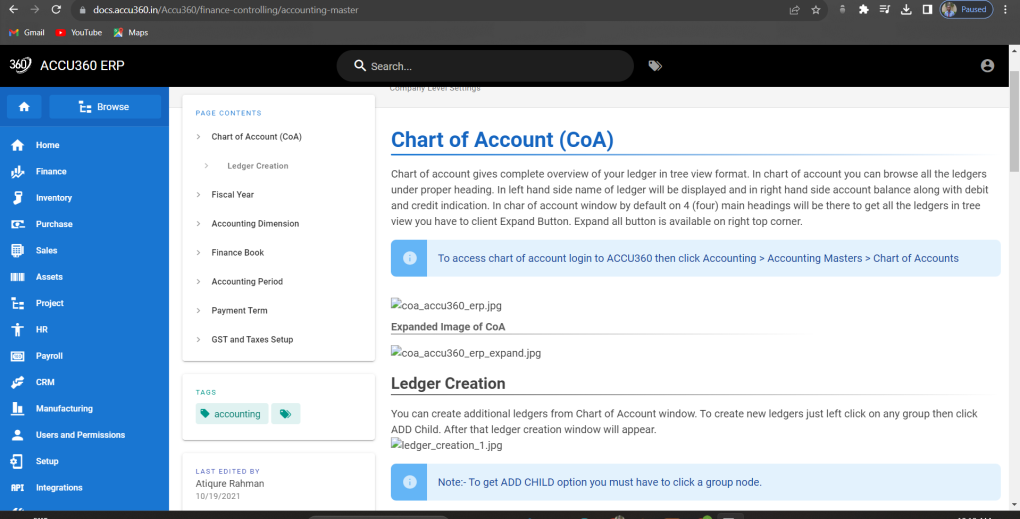 docs.accu360.in/Accu360/finance-controlling/accounting-master
Paused
Gmail
YouTube
Maps
360
ACCU360 ERP
Search...
Browse
Home
Finance
Inventory
Purchase
Sales
Assets
Project
HR
Payroll
CRM
Manufacturing
Users and Permissions
Setup
API
Integrations
PAGE CONTENTS
Chart of Account (CoA)
Ledger Creation
Fiscal Year
Accounting Dimension
Finance Book
Accounting Period
Payment Term
GST and Taxes Setup
TAGS
accounting
LAST EDITED BY
Atiqure Rahman
10/19/2021
Company Level Settings
Chart of Account (CoA)
Chart of account gives complete overview of your ledger in tree view format. In chart of account you can browse all the ledgers
under proper heading. In left hand side name of ledger will be displayed and in right hand side account balance along with debit
and credit indication. In char of account window by default on 4 (four) main headings will be there to get all the ledgers in tree
view you have to client Expand Button. Expand all button is available on right top corner.
To access chart of account login to ACCU360 then click Accounting > Accounting Masters > Chart of Accounts
coa_accu360_erp.jpg
Expanded Image of CoA
coa_accu360_erp_expand.jpg
Ledger Creation
You can create additional ledgers from Chart of Account window. To create new ledgers just left click on any group then click
ADD Child. After that ledger creation window will appear.
ledger_creation_1.jpg
Note:- To get ADD CHILD option you must have to click a group node.